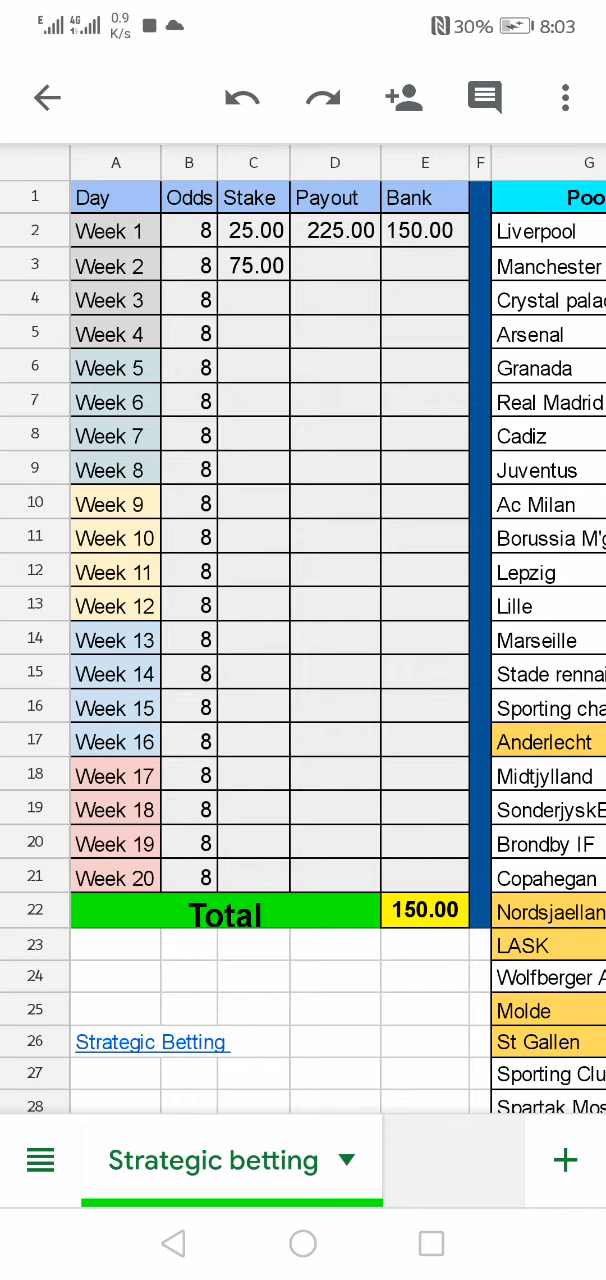 E 4G 0.9 K/s 30% 8:03
A B C D E F G
1 Day Odds Stake Payout Bank Poo
2 Week 1 8 25.00 225.00 150.00 Liverpool
3 Week 2 8 75.00 Manchester
4 Week 3 8 Crystal pala
5 Week 4 8 Arsenal
6 Week 5 8 Granada
7 Week 6 8 Real Madrid
8 Week 7 8 Cadiz
9 Week 8 8 Juventus
10 Week 9 8 Ac Milan
11 Week 10 8 Borussia M'g
12 Week 11 8 Lepzig
13 Week 12 8 Lille
14 Week 13 8 Marseille
15 Week 14 8 Stade rennai
16 Week 15 8 Sporting cha
17 Week 16 8 Anderlecht
18 Week 17 8 Midtjylland
19 Week 18 8 SonderjyskE
20 Week 19 8 Brondby IF
21 Week 20 8 Copahegan
22 Total 150.00 Nordsjaellan
23 LASK
24 Wolfberger A
25 Molde
26 Strategic Betting St Gallen
27 Sporting Clu
28 Spartak Mos
Strategic betting